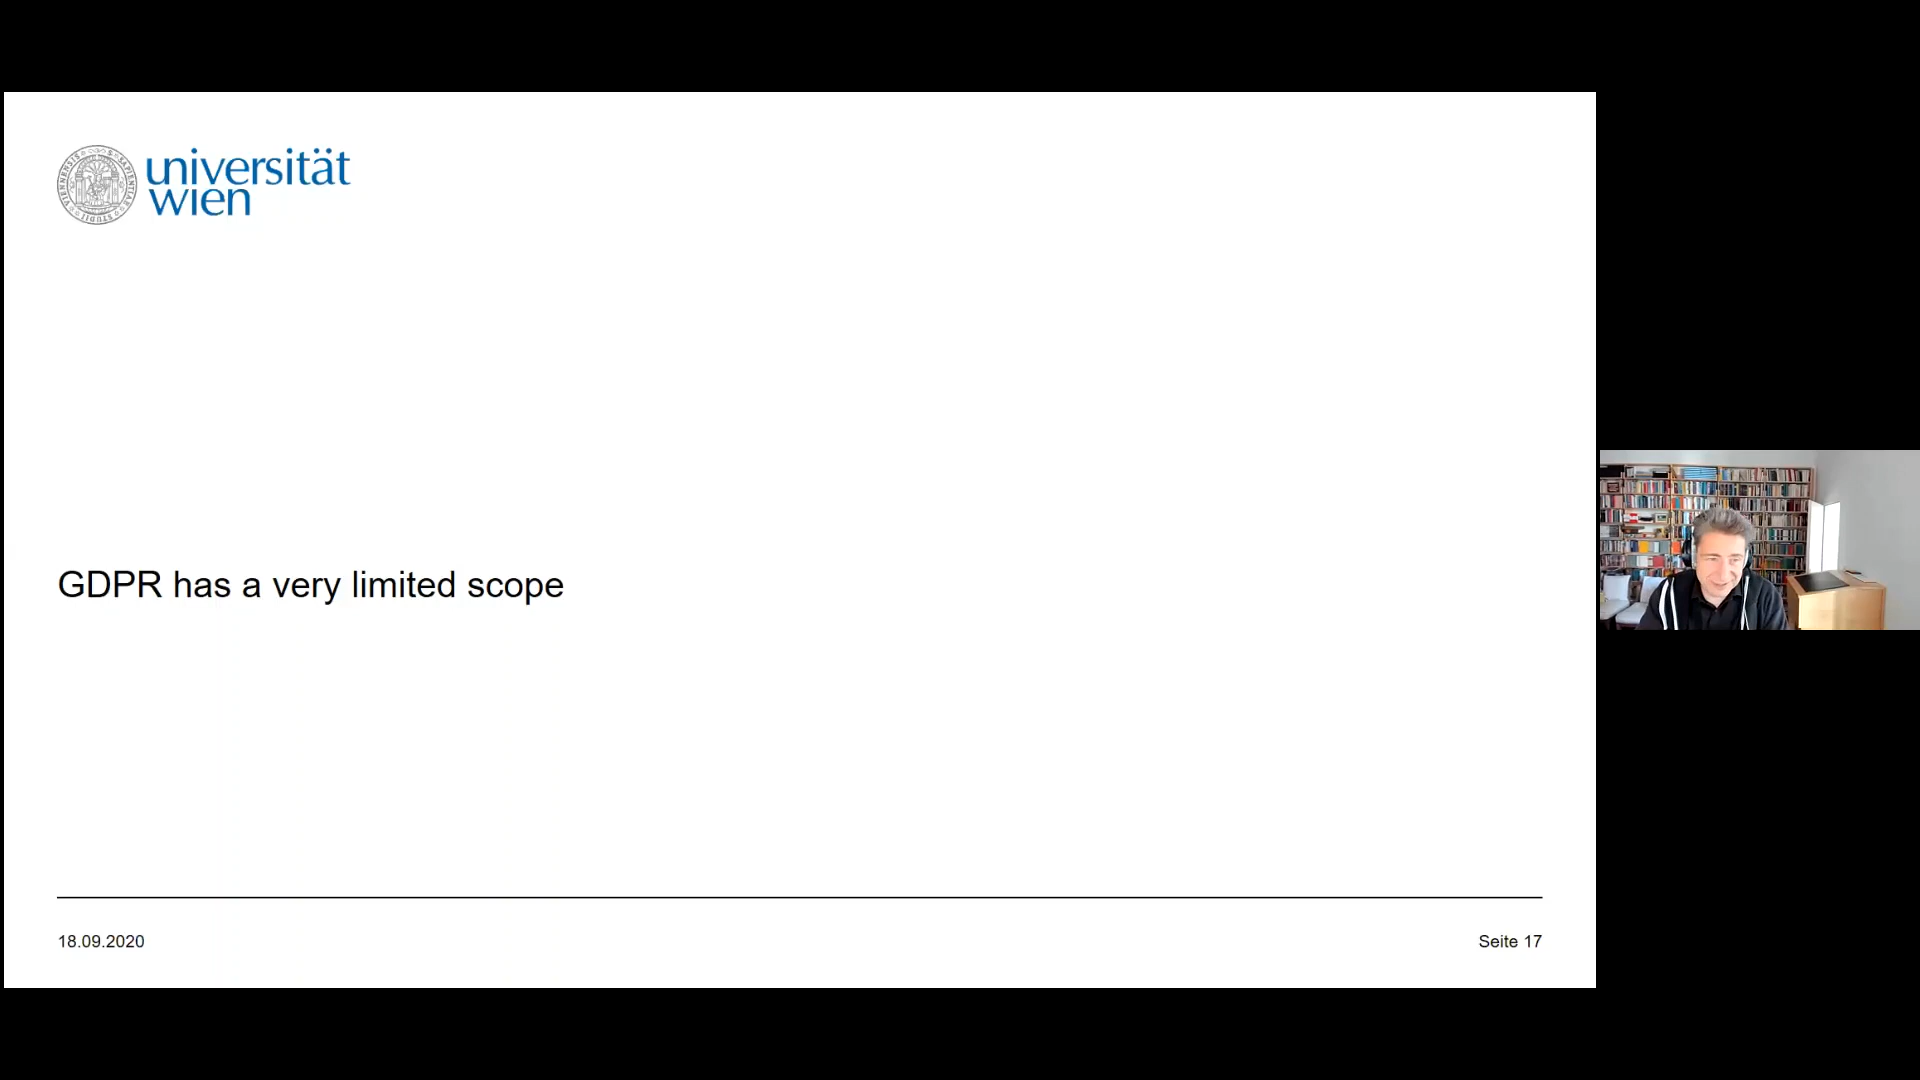 universität
wien
GDPR has a very limited scope
18.09.2020
Seite 17